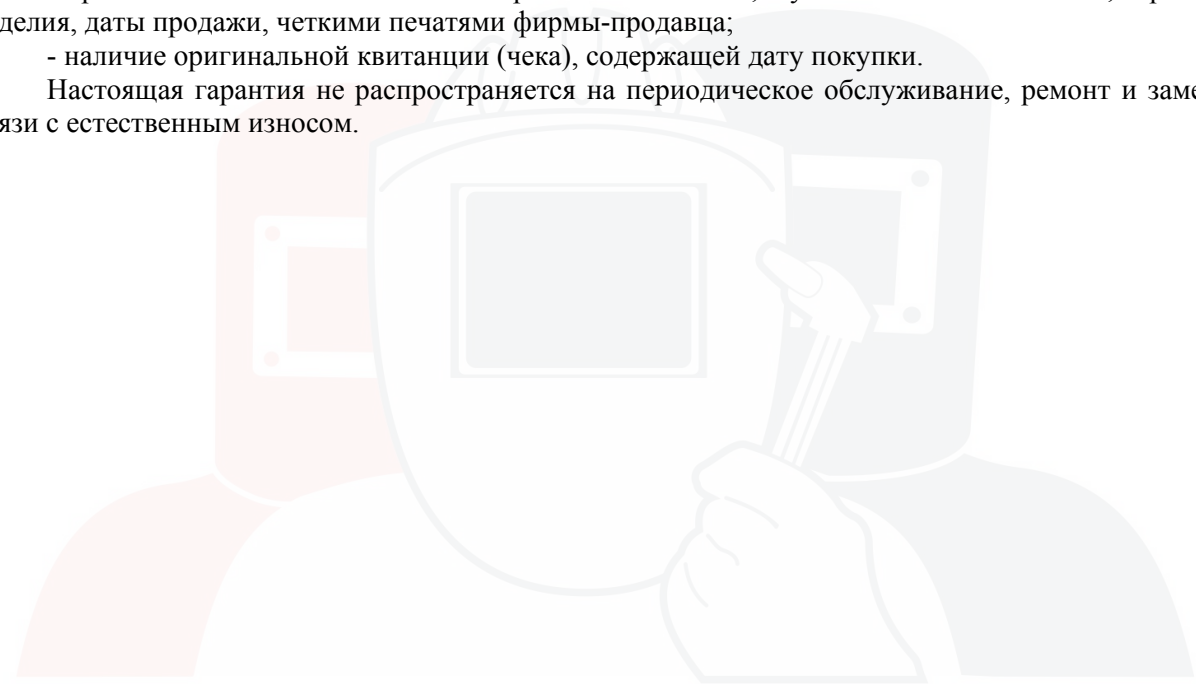 делия, даты продажи, четкими печатями фирмы-продавца;
- наличие оригинальной квитанции (чека), содержащей дату покупки.
Настоящая гарантия не распространяется на периодическое обслуживание, ремонт и заме
язи с естественным износом.